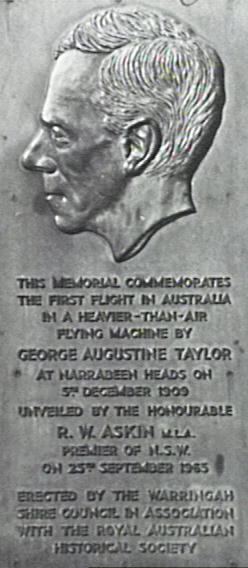 THIS MEMORIAL COMMEMORATES
THE FIRST FLIGHT IN AUSTRALIA
IN A HEAVIER-THAN-AIR
FLYING MACHINE BY
GEORGE AUGUSTINE TAYLOR
AT NARRABEEN HEADS ON
5TH DECEMBER 1909
UNVEILED BY THE HONOURABLE
R. W. ASKIN M.L.A.
PREMIER OF N.S.W.
ON 25TH SEPTEMBER 1965
ERECTED BY THE WARRINGAH
SHIRE COUNCIL IN ASSOCIATION
WITH THE ROYAL AUSTRALIAN
HISTORICAL SOCIETY